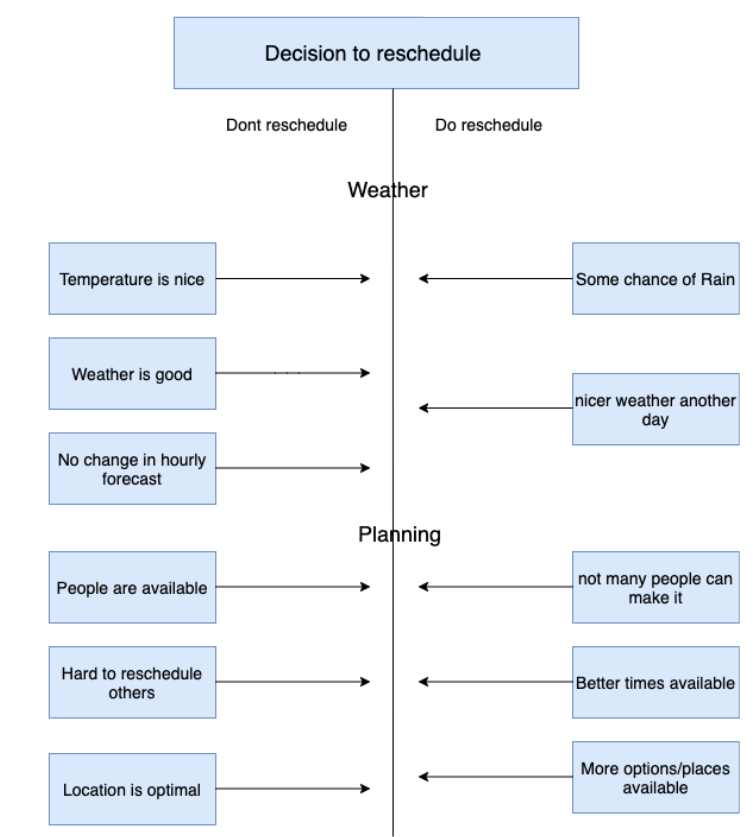 Decision to reschedule
Dont reschedule
Do reschedule
Weather
Temperature is nice
Some chance of Rain
Weather is good
nicer weather another
day
No change in hourly
forecast
Planning
People are available
not many people can
make it
Hard to reschedule
others
Better times available
Location is optimal
More options/places
available